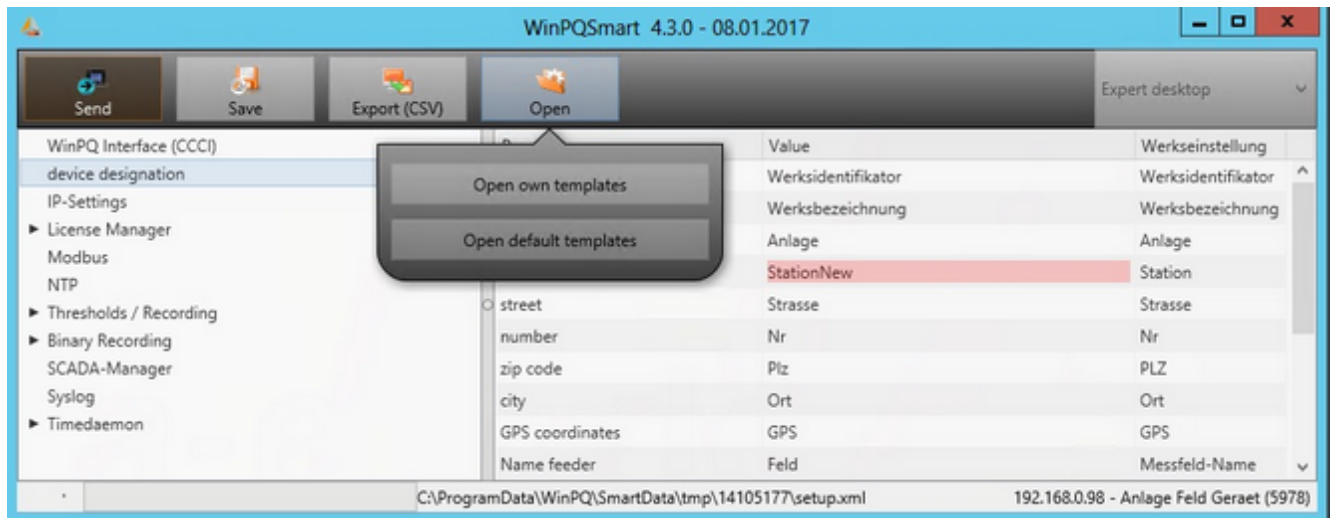 WinPQSmart 4.3.0 - 08.01.2017
Send Save Export (CSV) Open Expert desktop
WinPQ Interface (CCCI)
device designation
IP-Settings
License Manager
Modbus
NTP
Thresholds / Recording
Binary Recording
SCADA-Manager
Syslog
Timedaemon
Open own templates
Open default templates
Value Werkseinstellung
Werksidentifikator Werksidentifikator
Werksbezeichnung Werksbezeichnung
Anlage Anlage
StationNew Station
street Strasse Strasse
number Nr Nr
zip code Plz PLZ
city Ort Ort
GPS coordinates GPS GPS
Name feeder Feld Messfeld-Name
C:\ProgramData\WinPQ\SmartData\tmp\14105177\setup.xml 192.168.0.98 - Anlage Feld Geraet (5978)